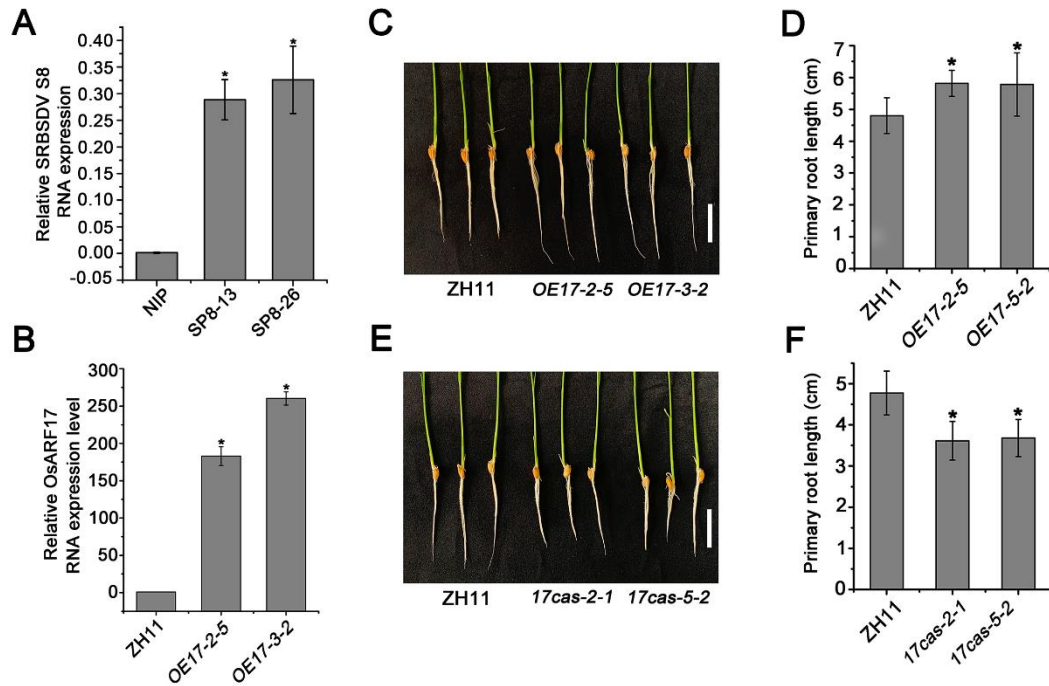 A
Relative SRBSDV S8
RNA expression
0.40
0.35
0.30
0.25
0.20
0.15
0.10
0.05
0.00
-0.05
*
*
NIP
SP8-13
SP8-26
B
Relative OsARF17
RNA expression level
300
250
200
150
100
50
0
*
*
ZH11
OE17-2-5
OE17-3-2
C
ZH11
OE17-2-5
OE17-3-2
D
Primary root length (cm)
7
6
5
4
3
2
1
0
*
*
ZH11
OE17-2-5
OE17-5-2
E
ZH11
17cas-2-1
17cas-5-2
F
Primary root length (cm)
5
4
3
2
1
0
*
*
ZH11
17cas-2-1
17cas-5-2